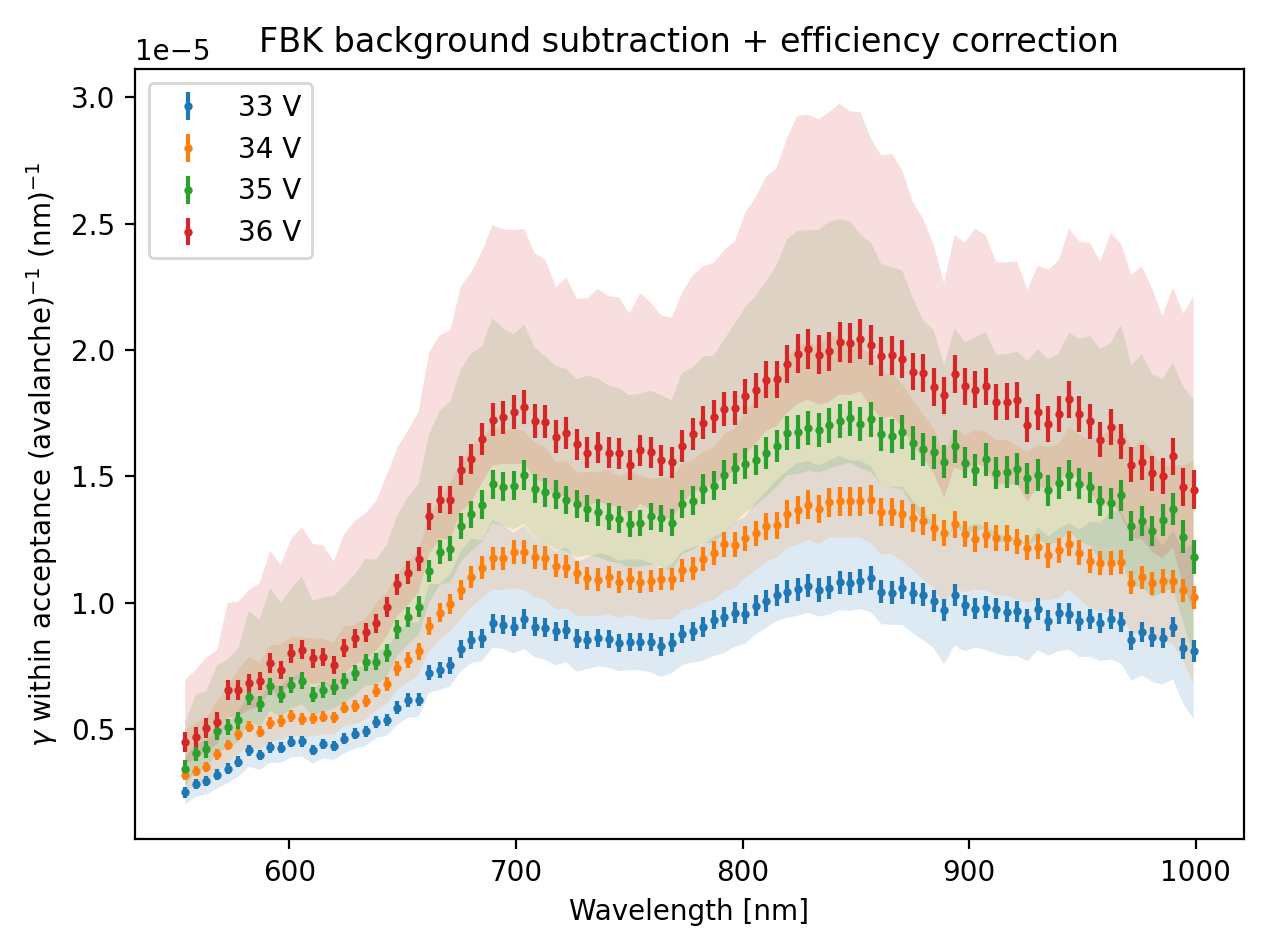 FBK background subtraction + efficiency correction
1e−5
3.0
2.5
2.0
1.5
1.0
0.5
γ within acceptance (avalanche)⁻¹ (nm)⁻¹
33 V
34 V
35 V
36 V
600
700
800
900
1000
Wavelength [nm]